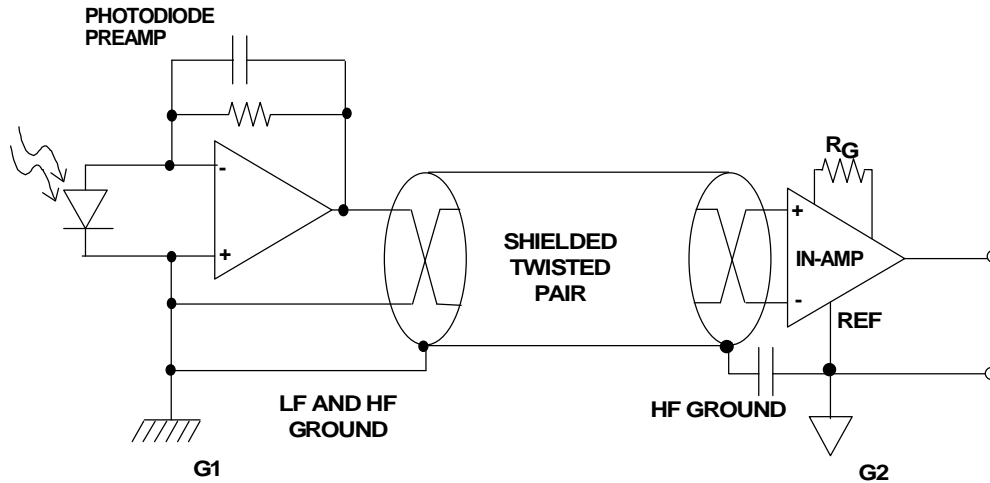 PHOTODIODE
PREAMP
-
+
SHIELDED
TWISTED
PAIR
RG
+
IN-AMP
-
REF
LF AND HF
GROUND
HF GROUND
G1
G2